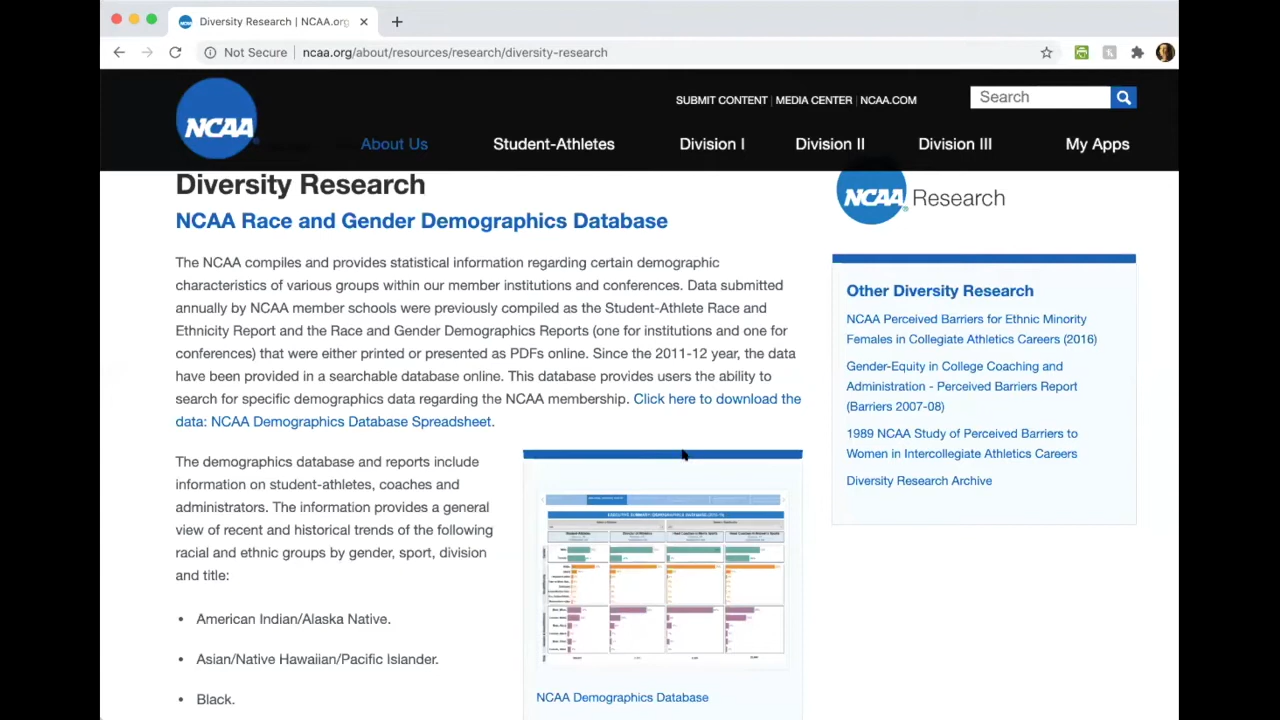 Diversity Research | NCAA.org
Not Secure | ncaa.org/about/resources/research/diversity-research
NCAA
SUBMIT CONTENT | MEDIA CENTER | NCAA.COM
Search
About Us
Student-Athletes
Division I
Division II
Division III
My Apps
Diversity Research
NCAA Race and Gender Demographics Database
The NCAA compiles and provides statistical information regarding certain demographic
characteristics of various groups within our member institutions and conferences. Data submitted
annually by NCAA member schools were previously compiled as the Student-Athlete Race and
Ethnicity Report and the Race and Gender Demographics Reports (one for institutions and one for
conferences) that were either printed or presented as PDFs online. Since the 2011-12 year, the data
have been provided in a searchable database online. This database provides users the ability to
search for specific demographics data regarding the NCAA membership. Click here to download the
data: NCAA Demographics Database Spreadsheet.
The demographics database and reports include
information on student-athletes, coaches and
administrators. The information provides a general
view of recent and historical trends of the following
racial and ethnic groups by gender, sport, division
and title:
• American Indian/Alaska Native.
• Asian/Native Hawaiian/Pacific Islander.
• Black.
NCAA Demographics Database
NCAA Research
Other Diversity Research
NCAA Perceived Barriers for Ethnic Minority
Females in Collegiate Athletics Careers (2016)
Gender-Equity in College Coaching and
Administration - Perceived Barriers Report
(Barriers 2007-08)
1989 NCAA Study of Perceived Barriers to
Women in Intercollegiate Athletics Careers
Diversity Research Archive